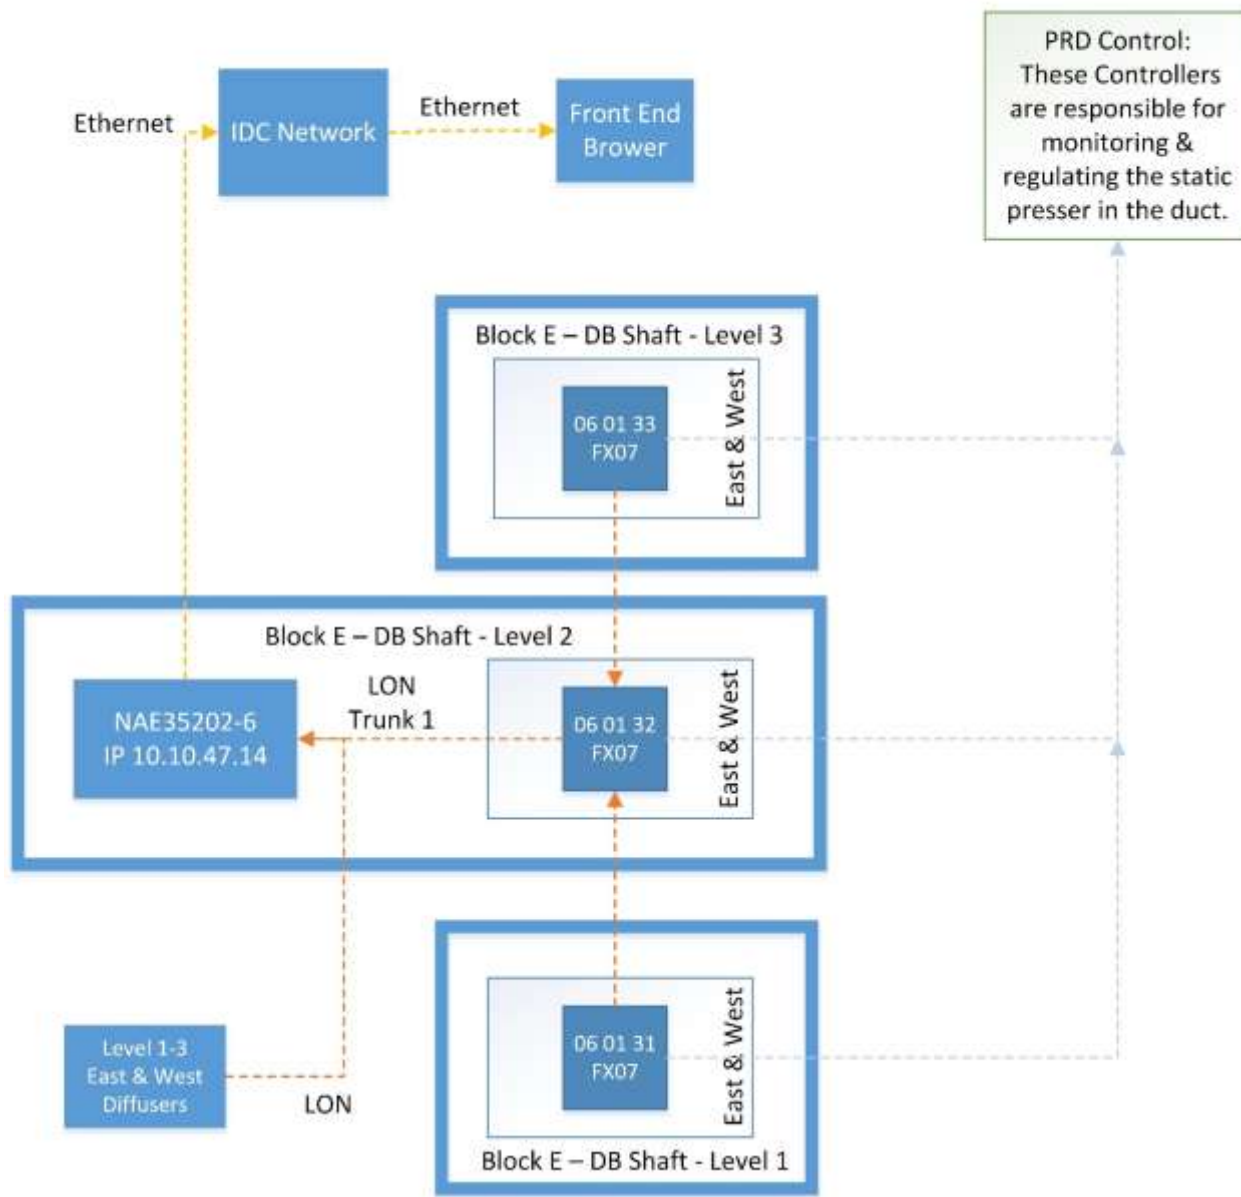 PRD Control:
These Controllers
are responsible for
monitoring &
regulating the static
presser in the duct.
Ethernet
IDC Network
Ethernet
Front End
Brower
Block E – DB Shaft - Level 3
06 01 33
FX07
East & West
Block E – DB Shaft - Level 2
NAE35202-6
IP 10.10.47.14
LON
Trunk 1
06 01 32
FX07
East & West
Level 1-3
East & West
Diffusers
LON
06 01 31
FX07
East & West
Block E – DB Shaft - Level 1